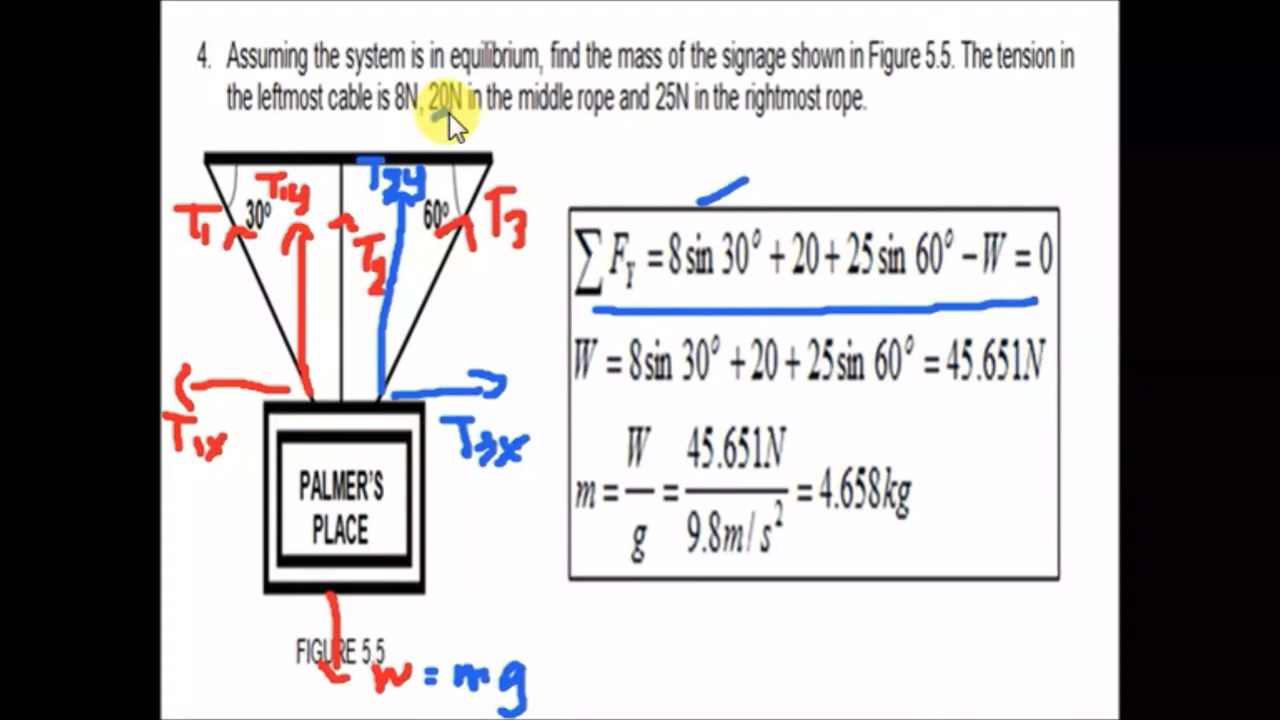 4. Assuming the system is in equilibrium, find the mass of the signage shown in Figure 5.5. The tension in
the leftmost cable is 8N, 20N in the middle rope and 25N in the rightmost rope.
T1
30º
T1y
T2
T2y
60º
T3
T1x
T3x
PALMER'S
PLACE
FIGURE 5.5
w = mg
∑ Fy = 8 sin 30° + 20 + 25 sin 60° − W = 0
W = 8 sin 30° + 20 + 25 sin 60° = 45.651N
m = W/g = 45.651N / 9.8m/s² = 4.658kg